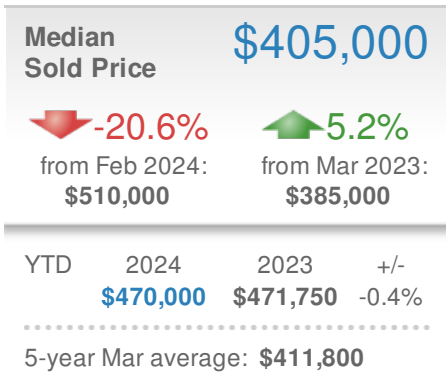 Median $405,000
Sold Price
-20.6% 5.2%
from Feb 2024: from Mar 2023:
$510,000 $385,000
YTD 2024 2023 +/-
$470,000 $471,750 -0.4%
5-year Mar average: $411,800